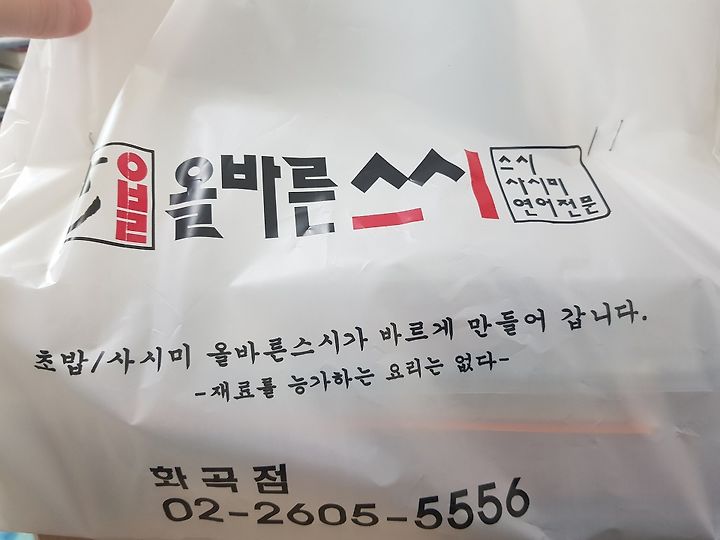 올바른스시
스시
사시미
연어전문
초밥/사시미 올바른스시가 바르게 만들어 갑니다.
-재료를 능가하는 요리는 없다-
화곡점
02-2605-5556